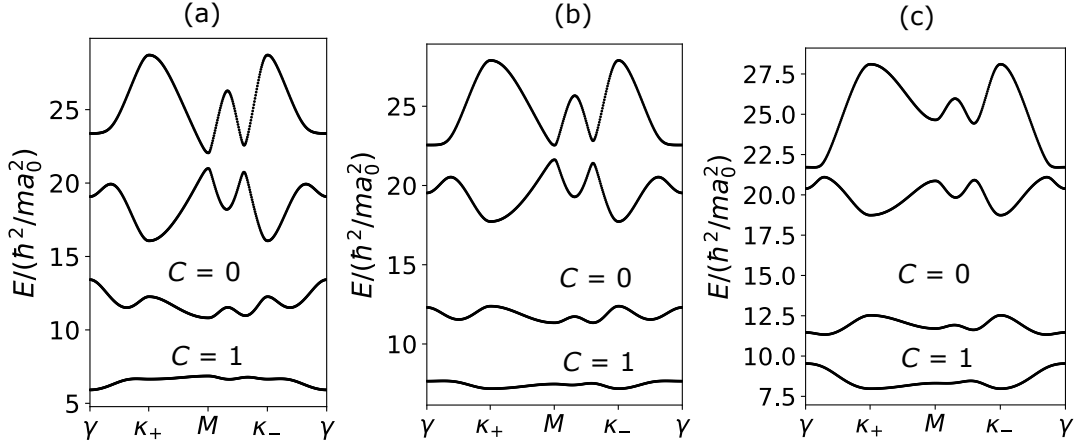 (a)
E/(ħ²/ma₀²)
25
20
15
10
5
C = 0
C = 1
γ κ₊ M κ₋ γ
(b)
E/(ħ²/ma₀²)
25
20
15
10
C = 0
C = 1
γ κ₊ M κ₋ γ
(c)
E/(ħ²/ma₀²)
27.5
25.0
22.5
20.0
17.5
15.0
12.5
10.0
7.5
C = 0
C = 1
γ κ₊ M κ₋ γ